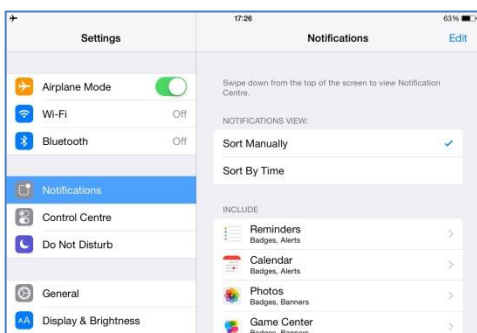 17:26
63%
Settings
Notifications
Edit
Airplane Mode
Wi-Fi
Off
Bluetooth
Off
Notifications
Control Centre
Do Not Disturb
General
Display & Brightness
Swipe down from the top of the screen to view Notification
Centre.
NOTIFICATIONS VIEW:
Sort Manually
Sort By Time
INCLUDE
Reminders
Badges, Alerts
Calendar
Badges, Alerts
Photos
Badges, Banners
Game Center
Badges, Banners